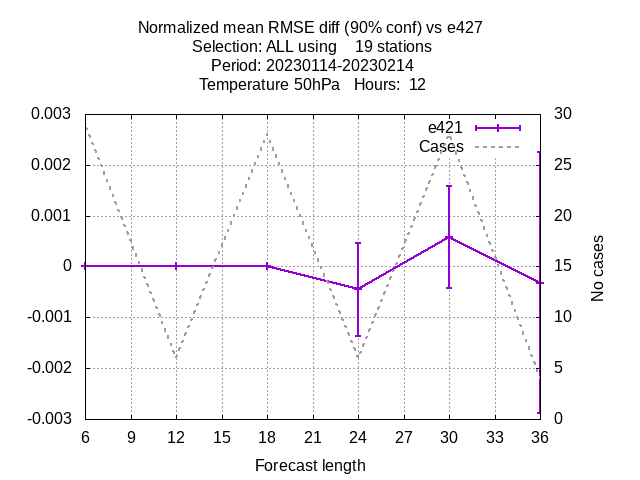 Normalized mean RMSE diff (90% conf) vs e427
Selection: ALL using    19 stations
Period: 20230114-20230214
Temperature 50hPa   Hours:  12
0.003
0.002
0.001
0
-0.001
-0.002
-0.003
30
25
20
15
10
5
0
e421
Cases
No cases
6 9 12 15 18 21 24 27 30 33 36
Forecast length